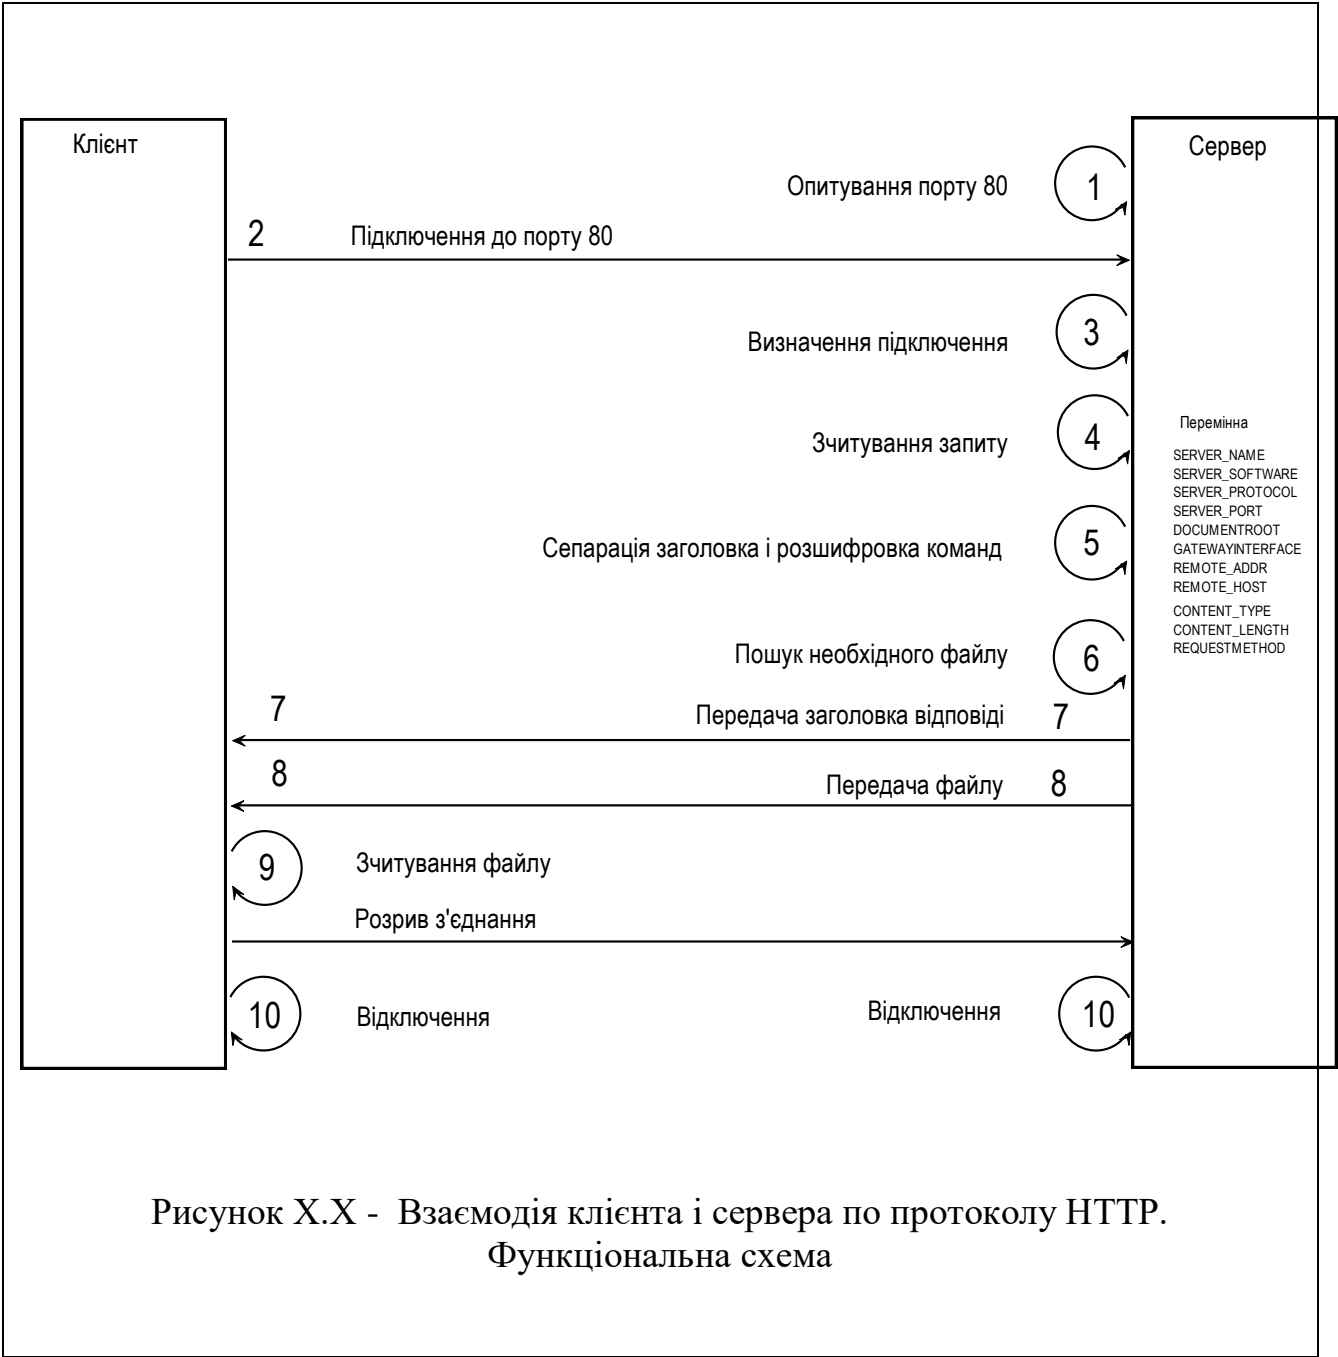 Клієнт
Сервер
Опитування порту 80
1
2
Підключення до порту 80
3
Визначення підключення
4
Зчитування запиту
Перемінна
SERVER_NAME
SERVER_SOFTWARE
SERVER_PROTOCOL
SERVER_PORT
DOCUMENTROOT
GATEWAYINTERFACE
REMOTE_ADDR
REMOTE_HOST
CONTENT_TYPE
CONTENT_LENGTH
REQUESTMETHOD
5
Сепарація заголовка і розшифровка команд
Пошук необхідного файлу
6
7
Передача заголовка відповіді
7
8
Передача файлу
8
9
Зчитування файлу
Розрив з'єднання
10
Відключення
Відключення
10
Рисунок Х.Х - Взаємодія клієнта і сервера по протоколу HTTP.
Функціональна схема